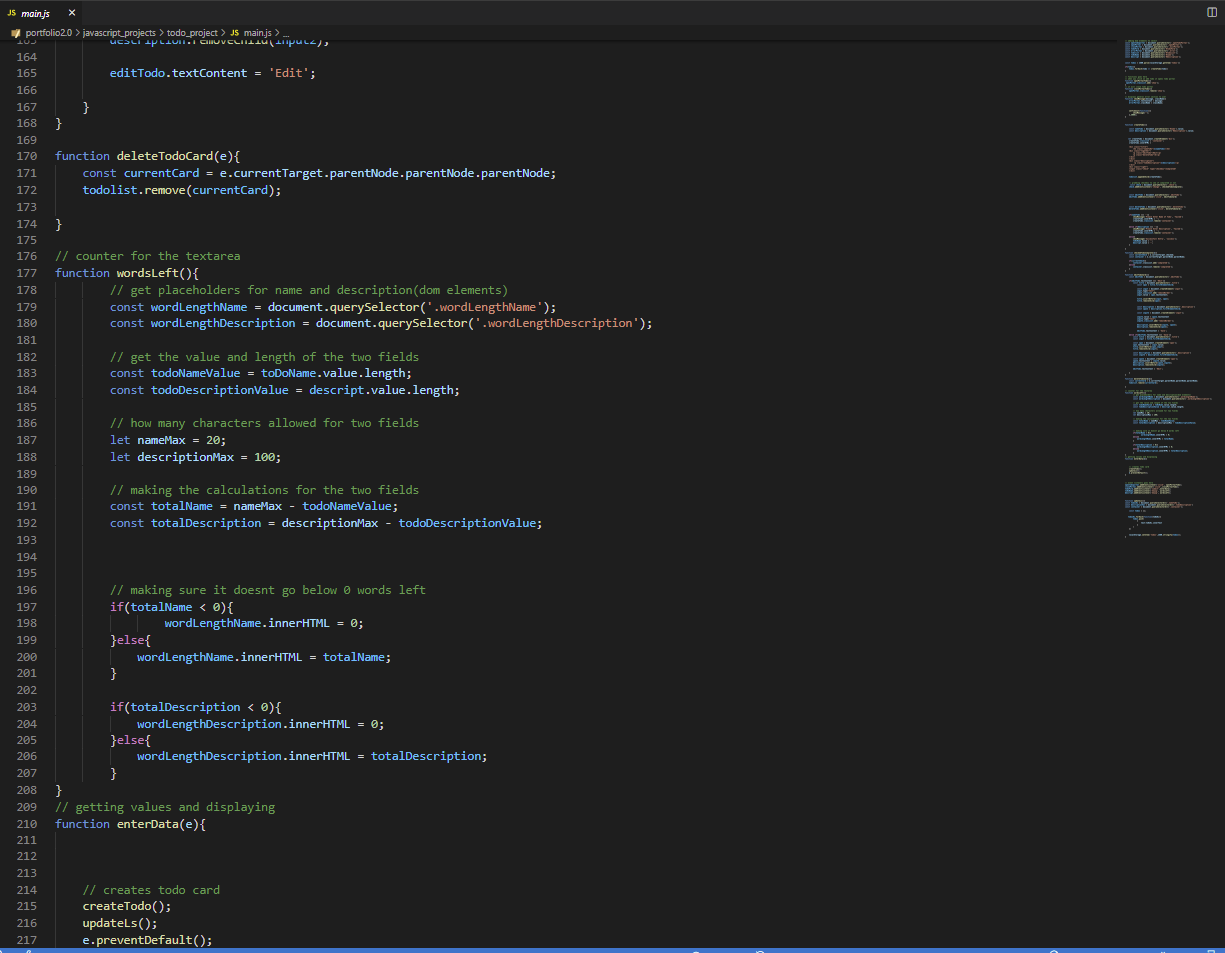 JS main.js ×
portfolio2.0 > javascript_projects > todo_project > JS main.js > ...
163 description.removeChild(input2);
164
165 editTodo.textContent = 'Edit';
166
167 }
168 }
169
170 function deleteTodoCard(e){
171 const currentCard = e.currentTarget.parentNode.parentNode.parentNode;
172 todolist.remove(currentCard);
173
174 }
175
176 // counter for the textarea
177 function wordsLeft(){
178 // get placeholders for name and description(dom elements)
179 const wordLengthName = document.querySelector('.wordLengthName');
180 const wordLengthDescription = document.querySelector('.wordLengthDescription');
181
182 // get the value and length of the two fields
183 const todoNameValue = toDoName.value.length;
184 const todoDescriptionValue = descript.value.length;
185
186 // how many characters allowed for two fields
187 let nameMax = 20;
188 let descriptionMax = 100;
189
190 // making the calculations for the two fields
191 const totalName = nameMax - todoNameValue;
192 const totalDescription = descriptionMax - todoDescriptionValue;
193
194
195
196 // making sure it doesnt go below 0 words left
197 if(totalName < 0){
198 wordLengthName.innerHTML = 0;
199 }else{
200 wordLengthName.innerHTML = totalName;
201 }
202
203 if(totalDescription < 0){
204 wordLengthDescription.innerHTML = 0;
205 }else{
206 wordLengthDescription.innerHTML = totalDescription;
207 }
208 }
209 // getting values and displaying
210 function enterData(e){
211
212
213
214 // creates todo card
215 createTodo();
216 updateLs();
217 e.preventDefault();